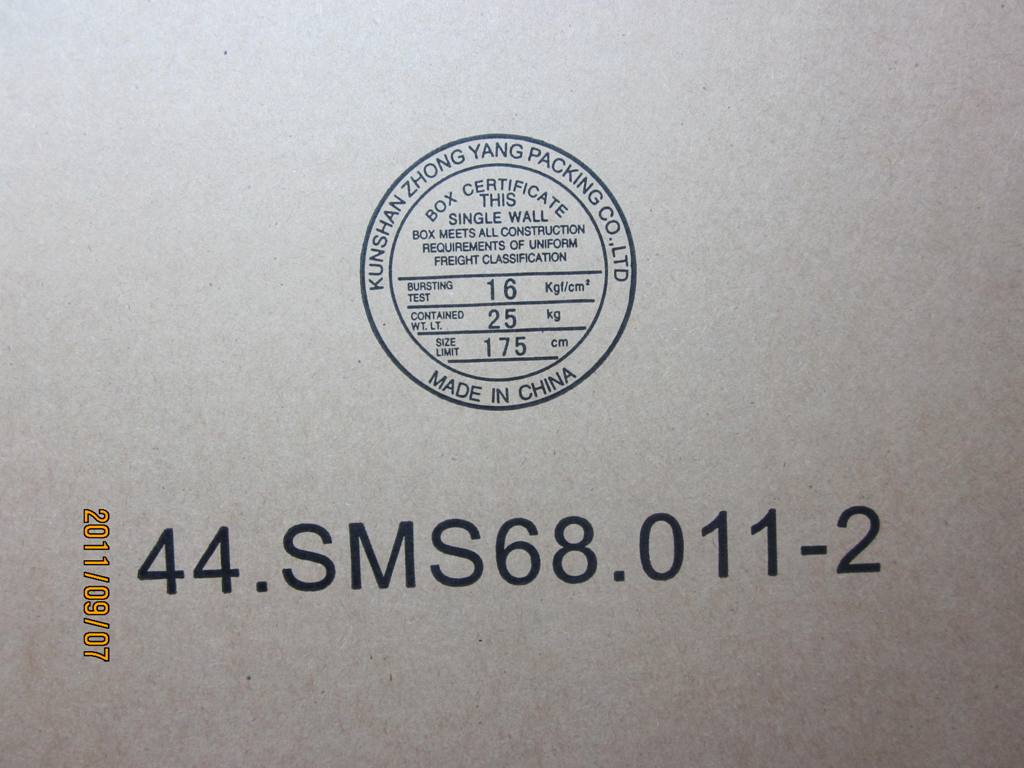 KUNSHAN ZHONG YANG PACKING CO.,LTD
BOX CERTIFICATE
THIS
SINGLE WALL
BOX MEETS ALL CONSTRUCTION
REQUIREMENTS OF UNIFORM
FREIGHT CLASSIFICATION
BURSTING TEST 16 Kgf/cm²
CONTAINED WT. LT. 25 kg
SIZE LIMIT 175 cm
MADE IN CHINA
44.SMS68.011-2
2011/09/07